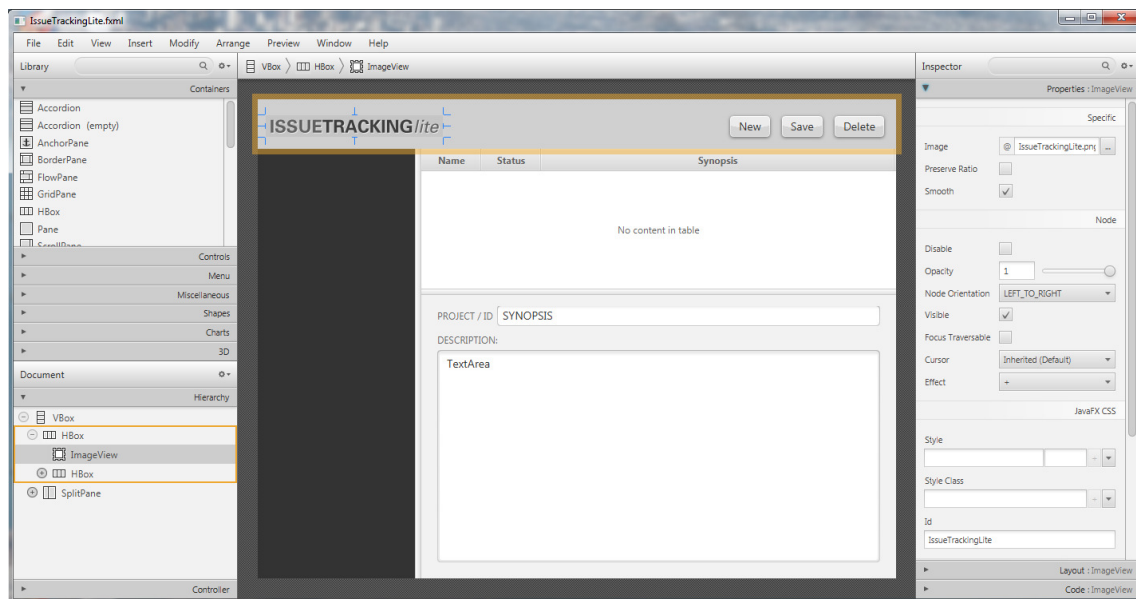 IssueTrackingLite.fxml
File Edit View Insert Modify Arrange Preview Window Help
Library
VBox HBox ImageView
Inspector
Containers
Accordion
Accordion (empty)
AnchorPane
BorderPane
FlowPane
GridPane
HBox
Pane
ScrollPane
Controls
Menu
Miscellaneous
Shapes
Charts
3D
Document
Hierarchy
VBox
HBox
ImageView
HBox
SplitPane
Controller
ISSUETRACKINGlite
New Save Delete
Name Status Synopsis
No content in table
PROJECT / ID SYNOPSIS
DESCRIPTION:
TextArea
Properties : ImageView
Specific
Image @ IssueTrackingLite.png ...
Preserve Ratio
Smooth
Node
Disable
Opacity 1
Node Orientation LEFT_TO_RIGHT
Visible
Focus Traversable
Cursor Inherited (Default)
Effect +
JavaFX CSS
Style
Style Class
Id
IssueTrackingLite
Layout : ImageView
Code : ImageView